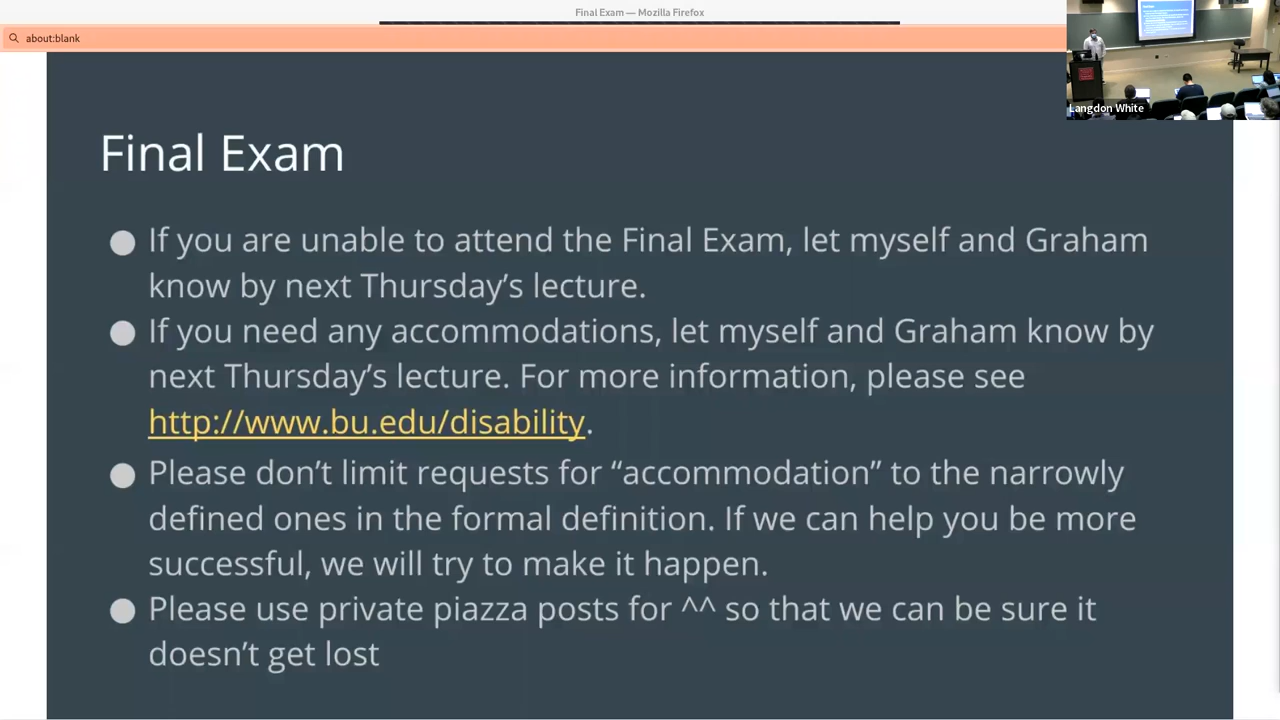 Final Exam — Mozilla Firefox
about:blank
Langdon White
Final Exam
● If you are unable to attend the Final Exam, let myself and Graham
know by next Thursday’s lecture.
● If you need any accommodations, let myself and Graham know by
next Thursday’s lecture. For more information, please see
http://www.bu.edu/disability.
● Please don’t limit requests for “accommodation” to the narrowly
defined ones in the formal definition. If we can help you be more
successful, we will try to make it happen.
● Please use private piazza posts for ^^ so that we can be sure it
doesn’t get lost